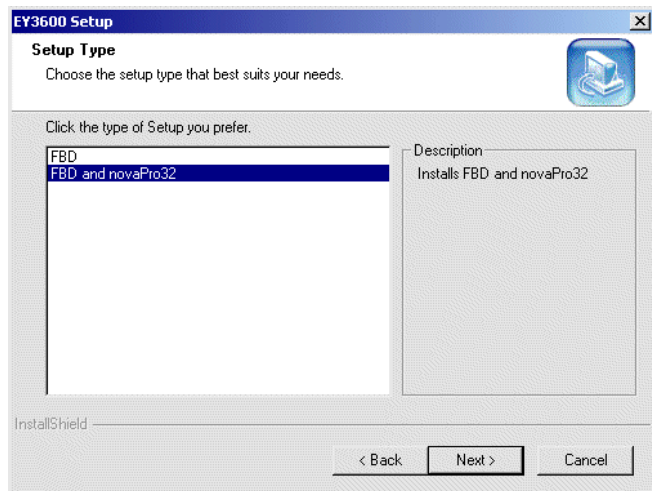 EY3600 Setup
Setup Type
Choose the setup type that best suits your needs.
Click the type of Setup you prefer.
FBD
FBD and novaPro32
Description
Installs FBD and novaPro32
InstallShield
< Back
Next >
Cancel